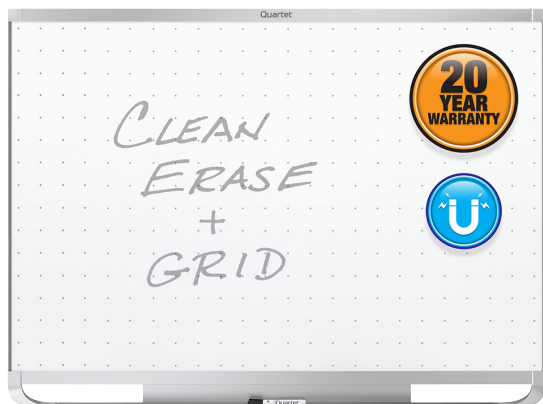 Quartet
20
YEAR
WARRANTY
CLEAN
ERASE
+
GRID
Quartet